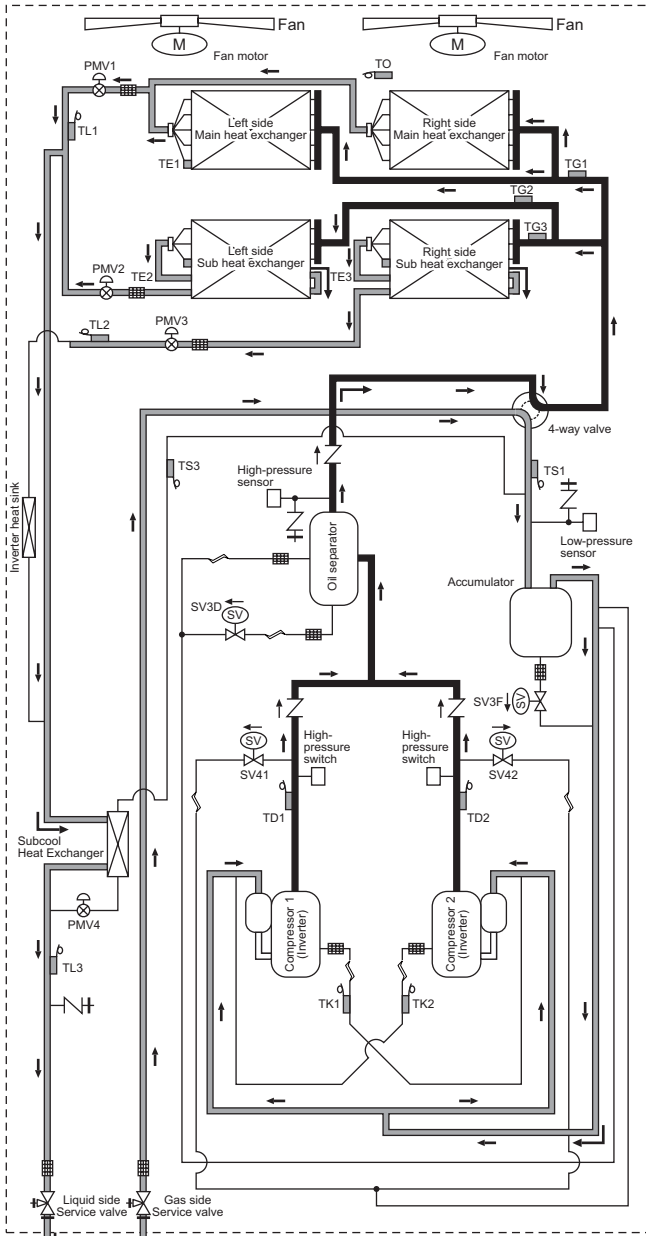 Fan
Fan
M
M
Fan motor
Fan motor
PMV1
TO
TL1
Left side
Main heat exchanger
Right side
Main heat exchanger
TE1
TG1
TG2
TG3
Left side
Sub heat exchanger
Right side
Sub heat exchanger
PMV2
TE2
TE3
TL2
PMV3
4-way valve
TS3
High-pressure
sensor
TS1
Inverter heat sink
Oil separator
Low-pressure
sensor
Accumulator
SV3D
SV
SV3F
SV
SV
SV41
High-
pressure
switch
High-
pressure
switch
SV
SV42
TD1
TD2
Subcool
Heat Exchanger
PMV4
Compressor 1
(Inverter)
Compressor 2
(Inverter)
TL3
TK1
TK2
Liquid side
Service valve
Gas side
Service valve